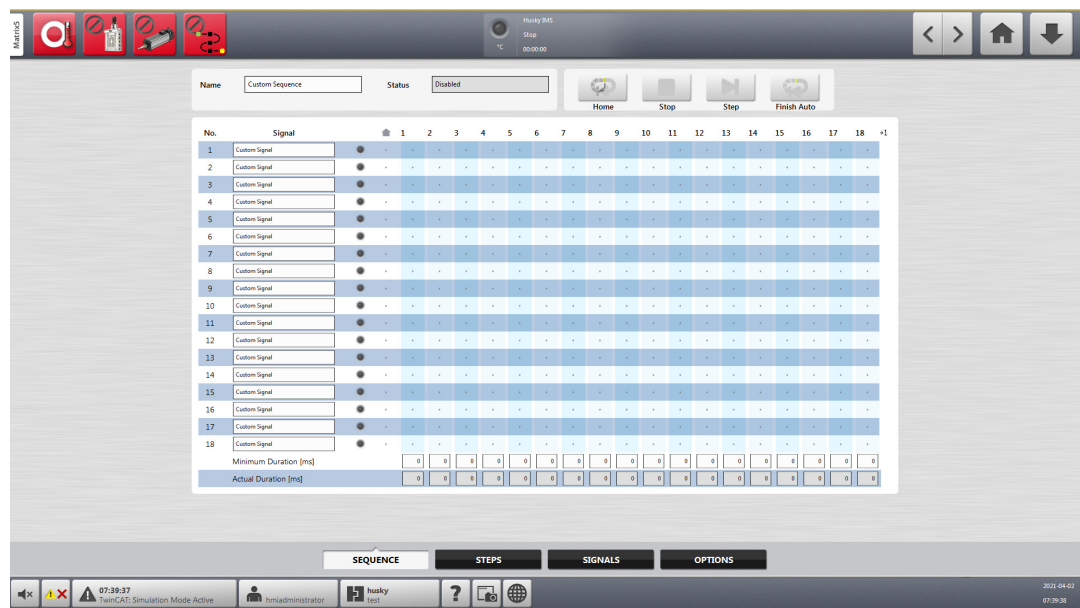 Matrix5
°C
Husky IMS
Stop
00:00:00
Name Custom Sequence Status Disabled
Home Stop Step Finish Auto
No. Signal 1 2 3 4 5 6 7 8 9 10 11 12 13 14 15 16 17 18 +1
1 Custom Signal
2 Custom Signal
3 Custom Signal
4 Custom Signal
5 Custom Signal
6 Custom Signal
7 Custom Signal
8 Custom Signal
9 Custom Signal
10 Custom Signal
11 Custom Signal
12 Custom Signal
13 Custom Signal
14 Custom Signal
15 Custom Signal
16 Custom Signal
17 Custom Signal
18 Custom Signal
Minimum Duration [ms] 0 0 0 0 0 0 0 0 0 0 0 0 0 0 0 0 0 0
Actual Duration [ms] 0 0 0 0 0 0 0 0 0 0 0 0 0 0 0 0 0 0
SEQUENCE STEPS SIGNALS OPTIONS
07:39:37
TwinCAT: Simulation Mode Active
hmiadministrator
husky
test
?
2021-04-02
07:39:38